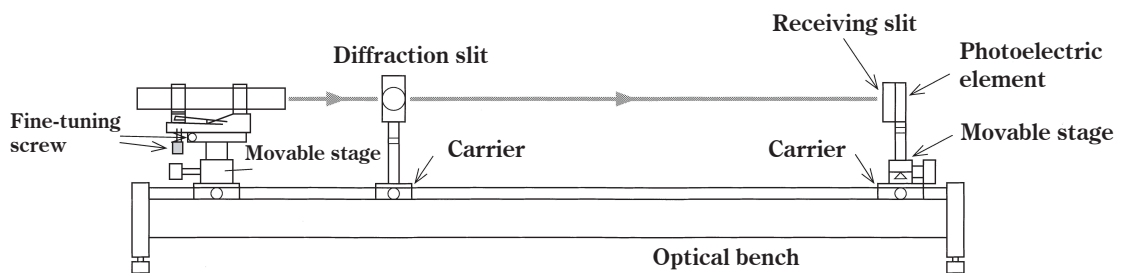 Receiving slit
Diffraction slit
Photoelectric
element
Fine-tuning
screw
Movable stage
Carrier
Carrier
Movable stage
Optical bench